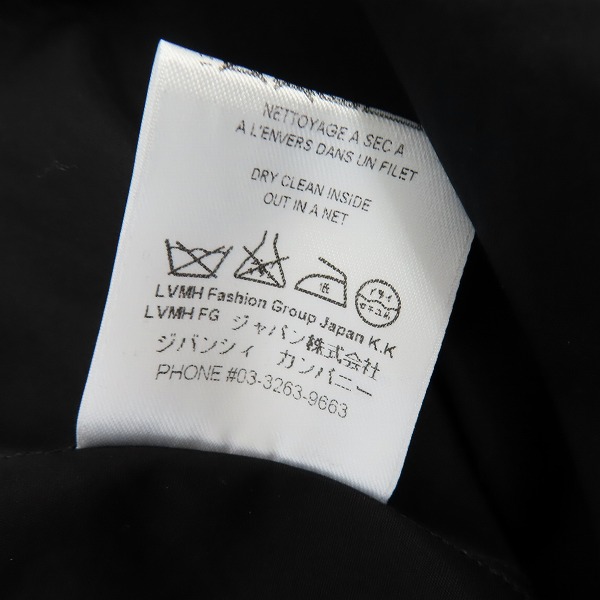 NETTOYAGE A SEC A
A L'ENVERS DANS UN FILET
DRY CLEAN INSIDE
OUT IN A NET
LVMH Fashion Group Japan K.K
LVMH FG ジャパン株式会社
ジバンシィ カンパニー
PHONE #03-3263-9663